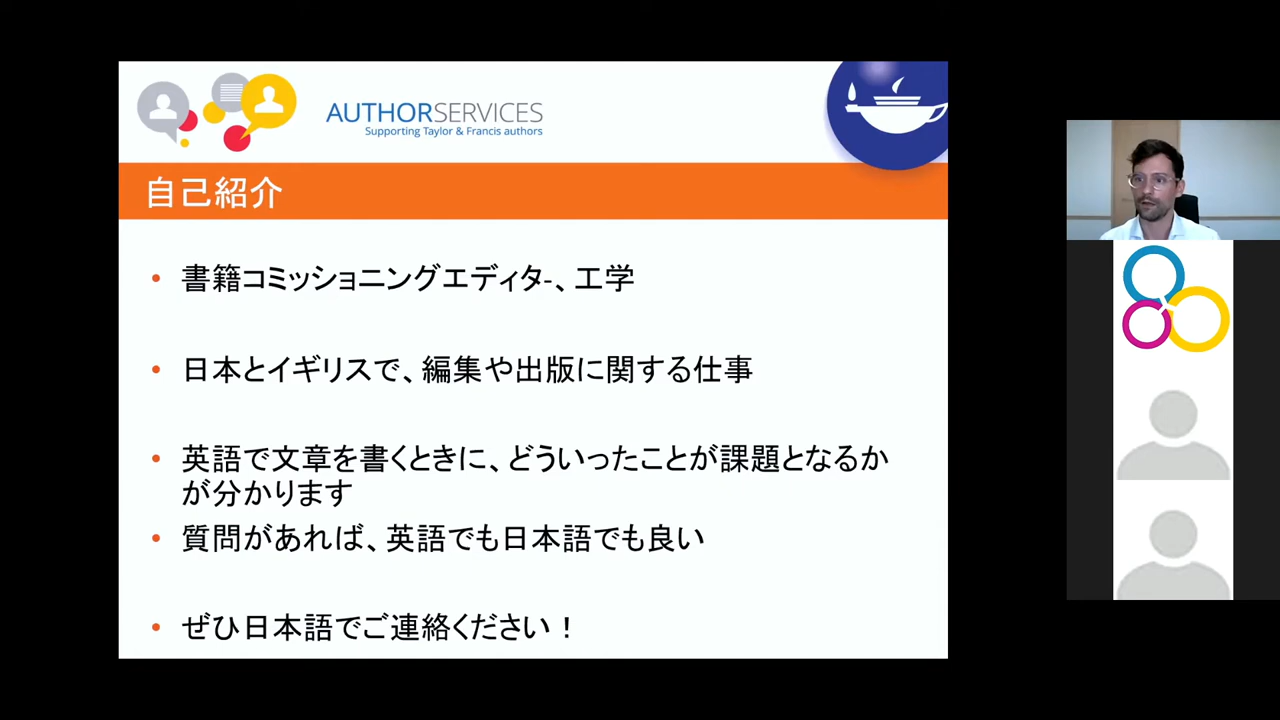 AUTHORSERVICES
Supporting Taylor & Francis authors
自己紹介
• 書籍コミッショニングエディタ-、工学
• 日本とイギリスで、編集や出版に関する仕事
• 英語で文章を書くときに、どういったことが課題となるか
が分かります
• 質問があれば、英語でも日本語でも良い
• ぜひ日本語でご連絡ください！